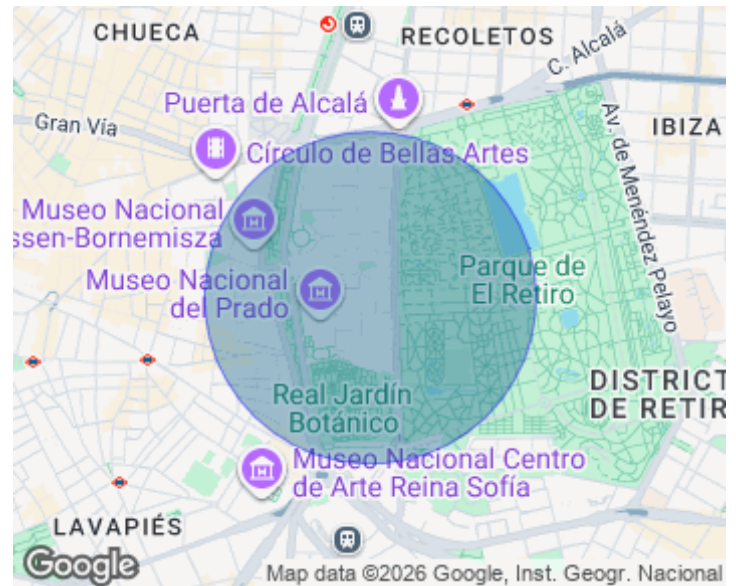 CHUECA
RECOLETOS
C. Alcalá
Puerta de Alcalá
Gran Vía
Av. de Menéndez Pelayo
IBIZA
Círculo de Bellas Artes
Museo Nacional
ssen-Bornemisza
Museo Nacional
del Prado
Parque de
El Retiro
Real Jardín
Botánico
DISTRICT
DE RETIR
Museo Nacional Centro
de Arte Reina Sofía
LAVAPIÉS
Google
Map data ©2026 Google, Inst. Geogr. Nacional